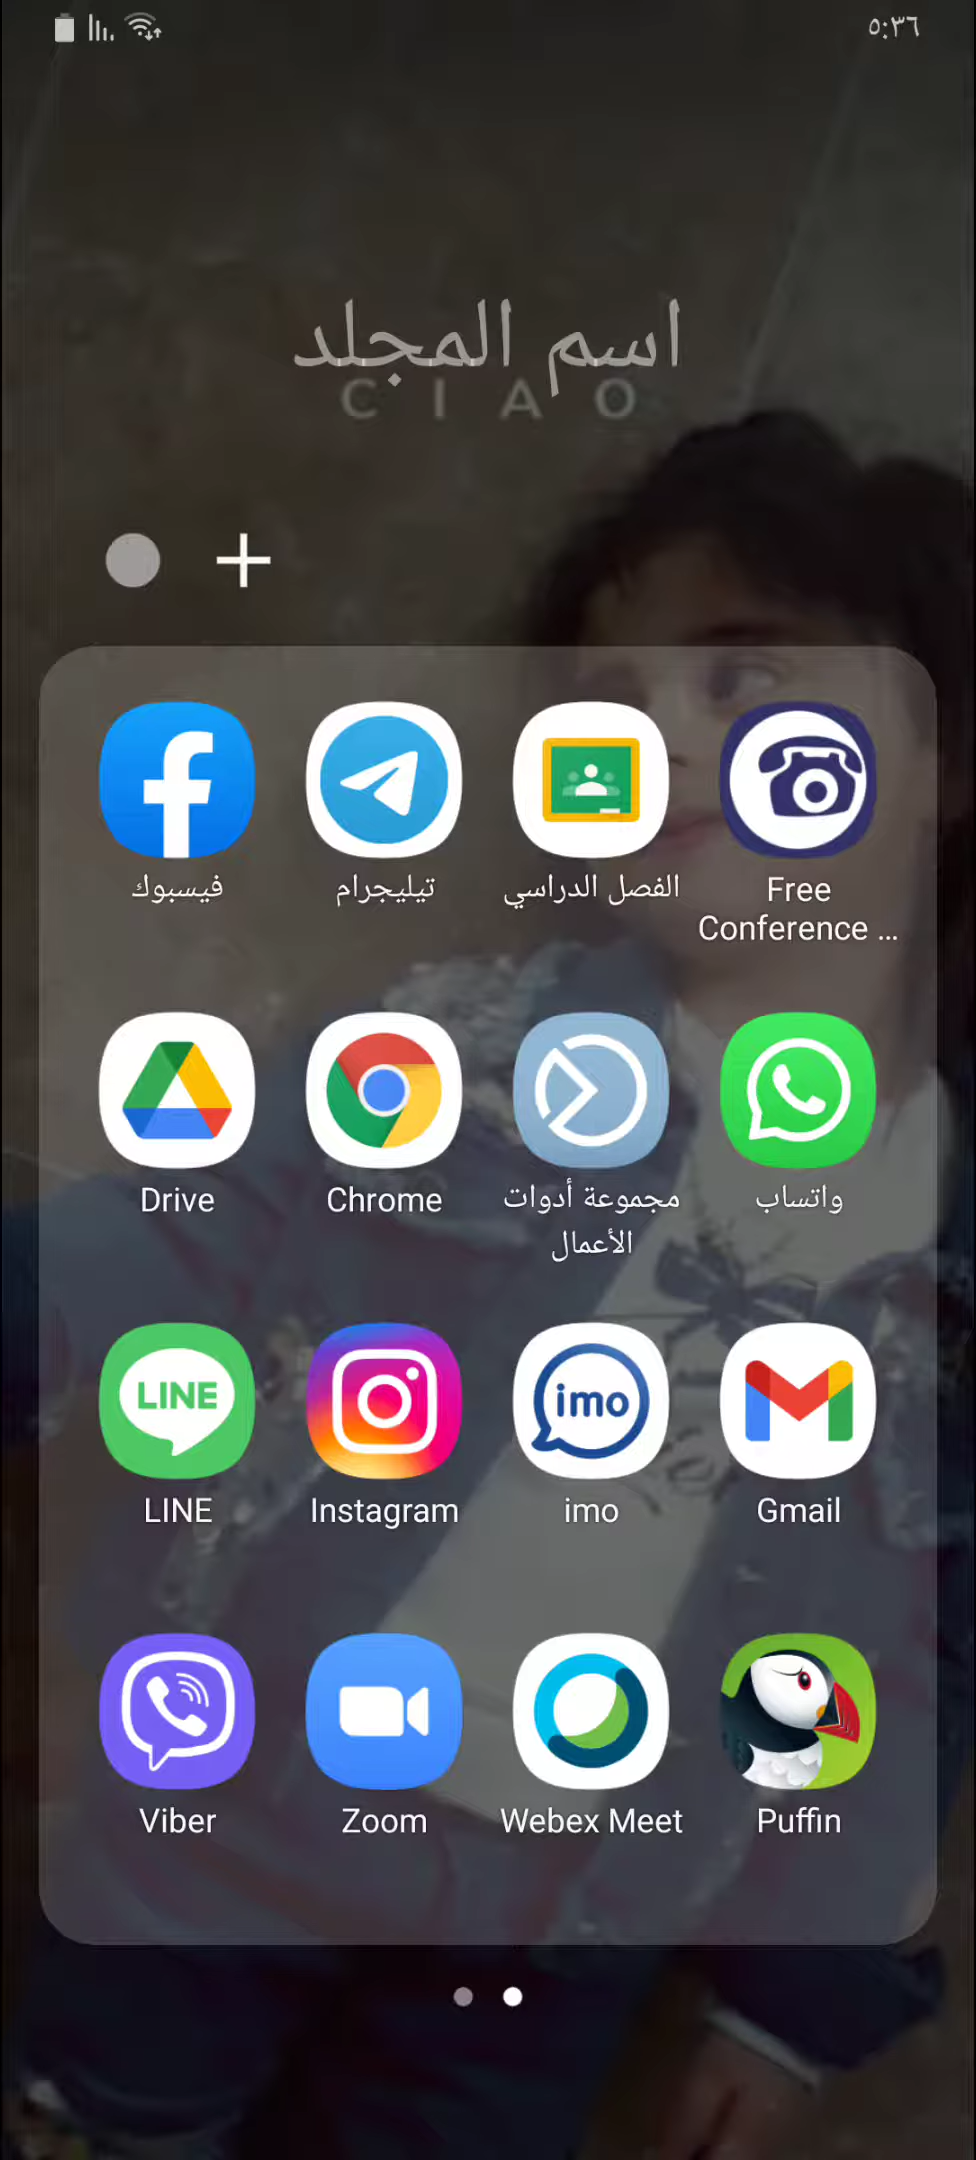 ٥:٣٦
اسم المجلد
CIAO
Free Conference ...
الفصل الدراسي
تيليجرام
فيسبوك
واتساب
مجموعة أدوات
الأعمال
Chrome
Drive
Gmail
imo
imo
Instagram
LINE
LINE
Puffin
Webex Meet
Zoom
Viber